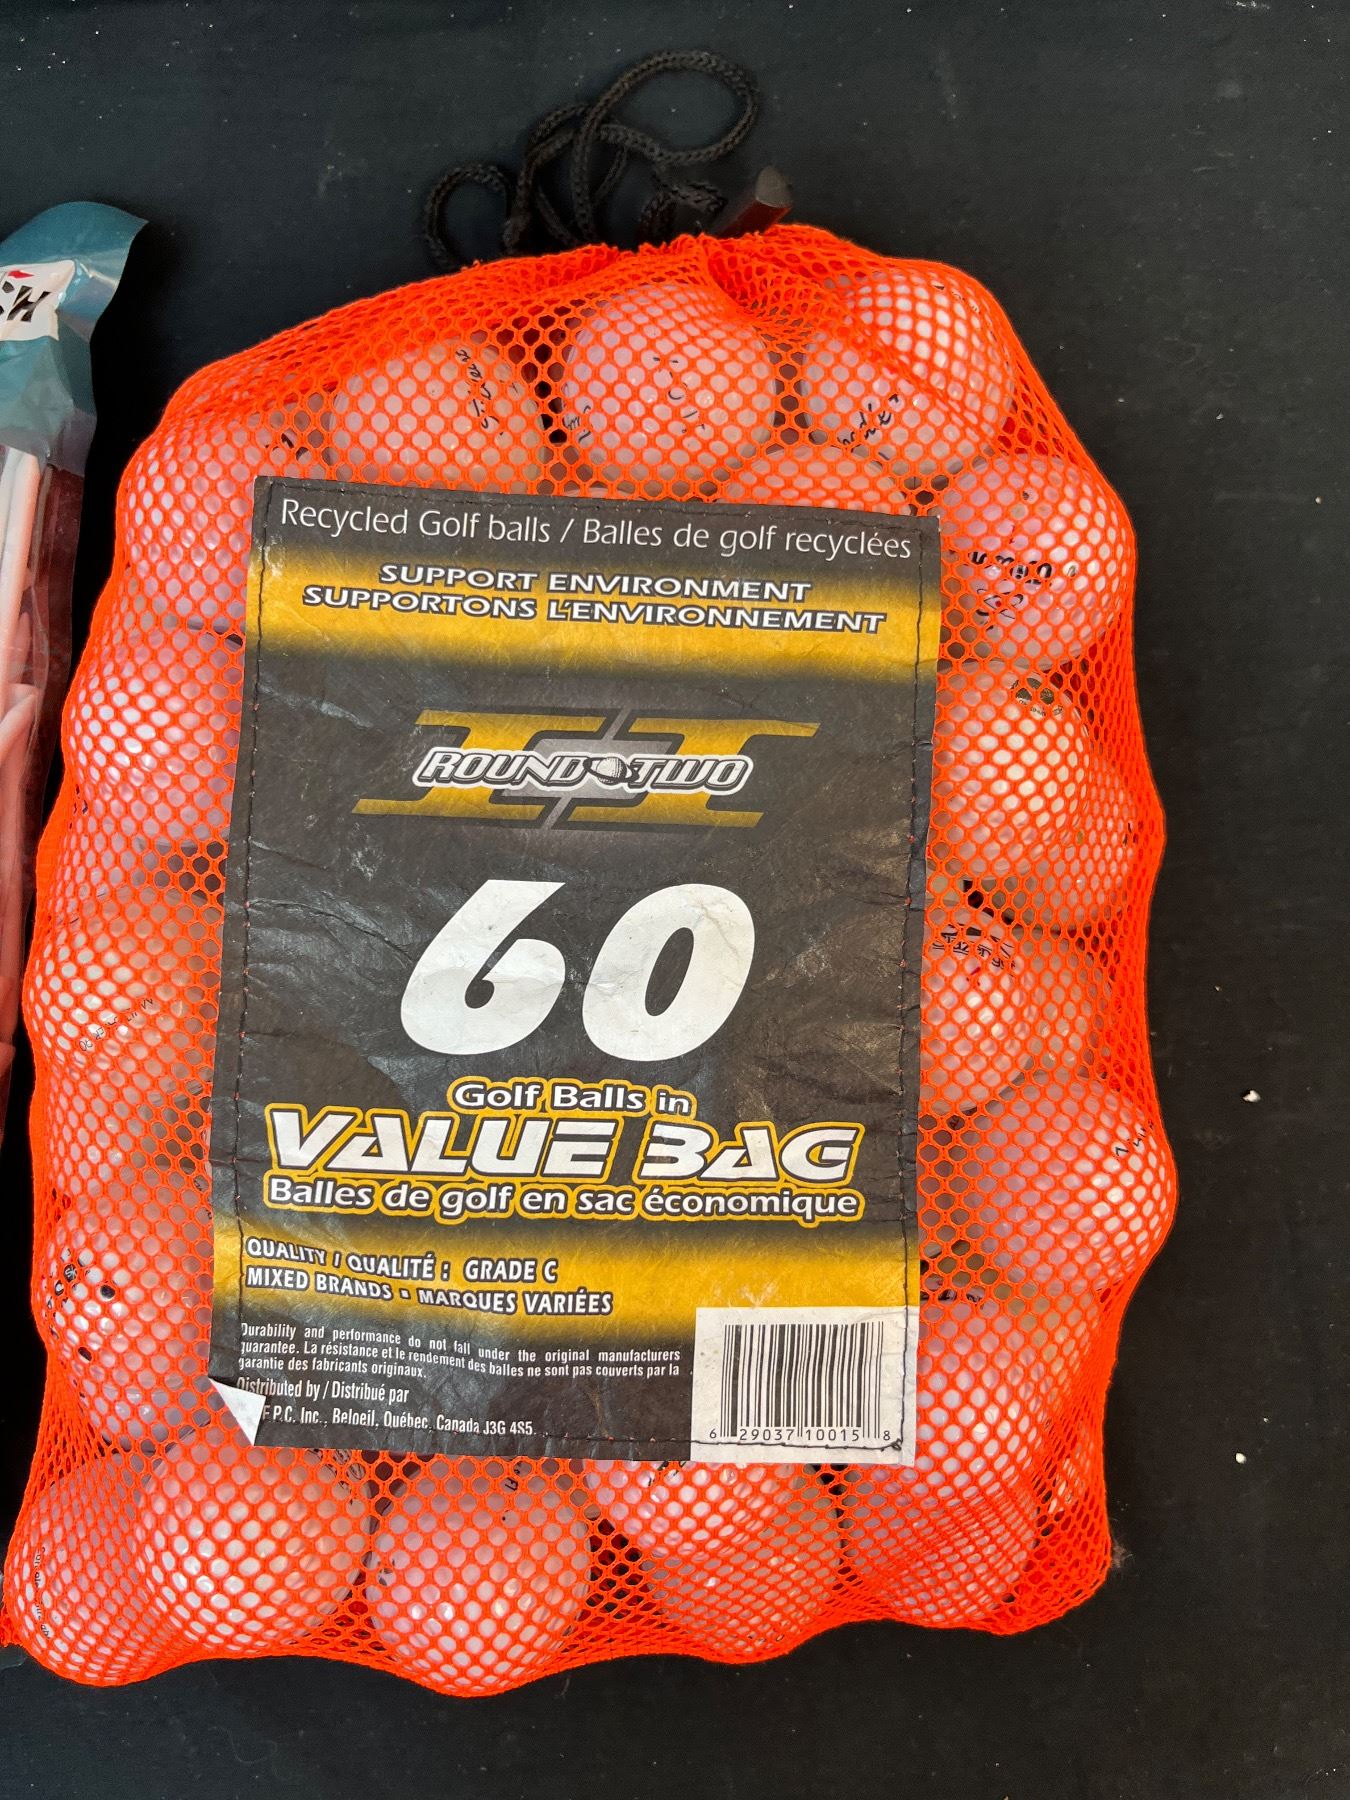 Recycled Golf balls / Balles de golf recyclées
SUPPORT ENVIRONMENT
SUPPORTONS L'ENVIRONNEMENT
ROUND TWO
60
Golf Balls in
VALUE BAG
Balles de golf en sac économique
QUALITY / QUALITÉ : GRADE C
MIXED BRANDS ▪ MARQUES VARIÉES
Durability and performance do not fall under the original manufacturers
guarantee. La résistance et le rendement des balles ne sont pas couverts par la
garantie des fabricants originaux.
Distributed by / Distribué par
P.C. Inc., Beloeil, Québec, Canada J3G 4S5.
6 29037 10015 8